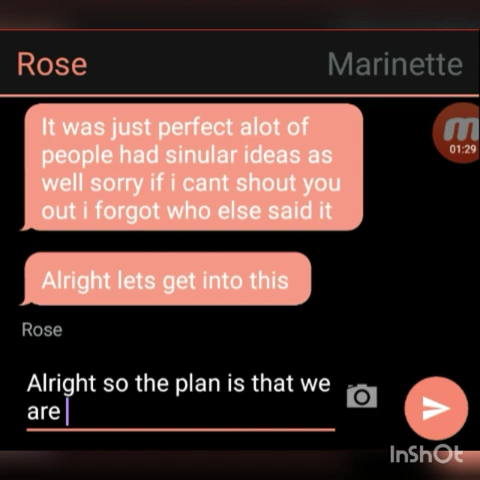 Rose
Marinette
It was just perfect alot of
people had sinular ideas as
well sorry if i cant shout you
out i forgot who else said it
01:29
Alright lets get into this
Rose
Alright so the plan is that we
are
InShOt